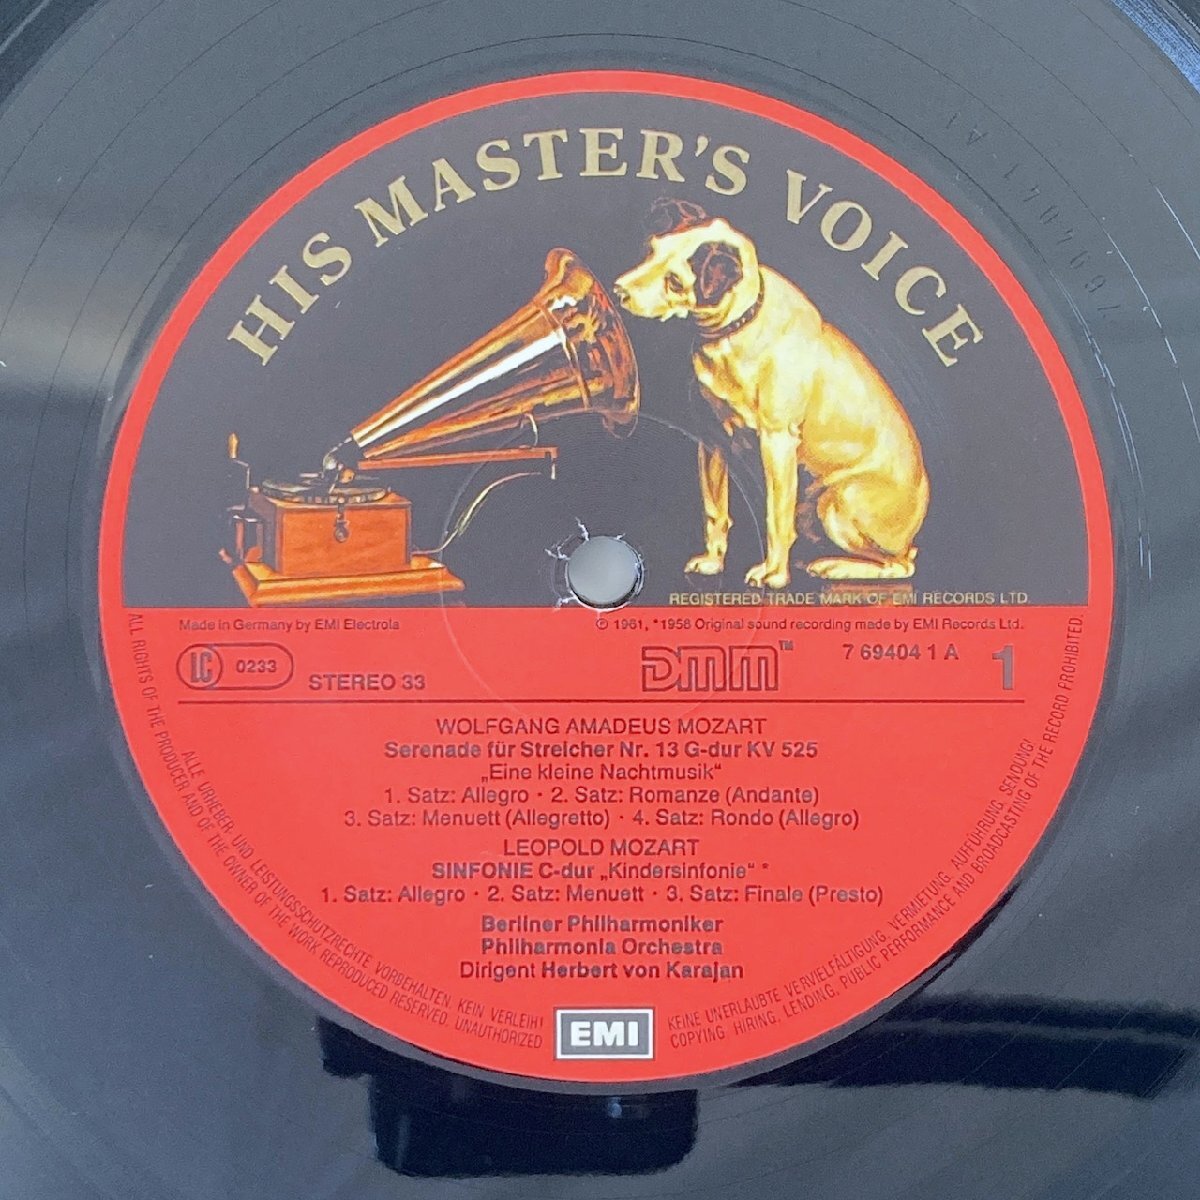 HIS MASTER'S VOICE
7694041 A1
REGISTERED TRADE MARK OF EMI RECORDS LTD.
Made in Germany by EMI Electrola
℗ 1961, *1958 Original sound recording made by EMI Records Ltd.
LC 0233
STEREO 33
DMM™
7 69404 1 A
1
WOLFGANG AMADEUS MOZART
Serenade für Streicher Nr. 13 G-dur KV 525
„Eine kleine Nachtmusik“
1. Satz: Allegro · 2. Satz: Romanze (Andante)
3. Satz: Menuett (Allegretto) · 4. Satz: Rondo (Allegro)
LEOPOLD MOZART
SINFONIE C-dur „Kindersinfonie“ *
1. Satz: Allegro · 2. Satz: Menuett · 3. Satz: Finale (Presto)
Berliner Philharmoniker
Philharmonia Orchestra
Dirigent Herbert von Karajan
EMI
ALLE URHEBER- UND LEISTUNGSSCHUTZRECHTE VORBEHALTEN. KEIN VERLEIH! KEINE UNERLAUBTE VERVIELFÄLTIGUNG, VERMIETUNG, AUFFÜHRUNG, SENDUNG!
ALL RIGHTS OF THE PRODUCER AND OF THE OWNER OF THE WORK REPRODUCED RESERVED. UNAUTHORIZED COPYING, HIRING, LENDING, PUBLIC PERFORMANCE AND BROADCASTING OF THE RECORD PROHIBITED.